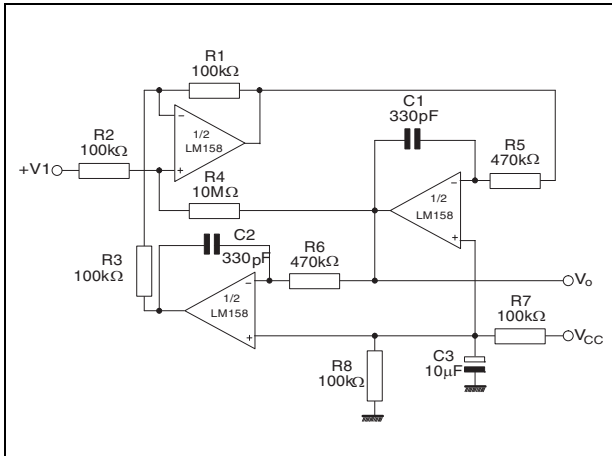 R1
100kΩ
C1
330pF
R2
100kΩ
1/2
LM158
R5
470kΩ
+V1
R4
10MΩ
1/2
LM158
C2
330pF
R6
470kΩ
R3
100kΩ
1/2
LM158
Vo
R7
100kΩ
VCC
R8
100kΩ
C3
10μF